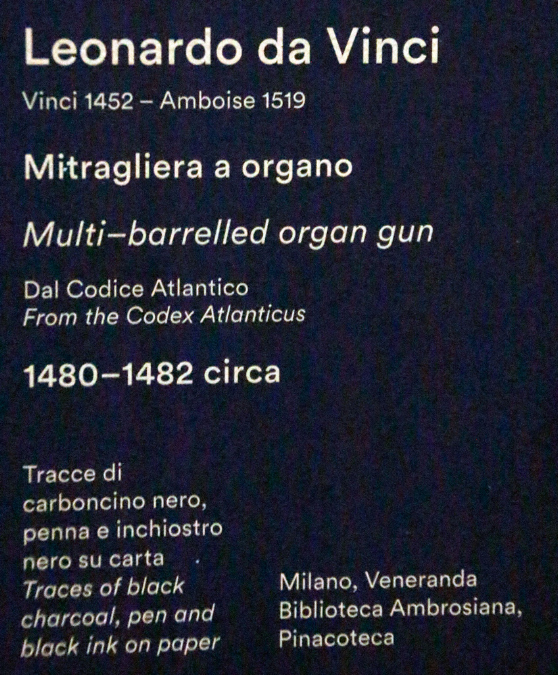 Leonardo da Vinci
Vinci 1452 – Amboise 1519
Mitragliera a organo
Multi–barrelled organ gun
Dal Codice Atlantico
From the Codex Atlanticus
1480–1482 circa
Tracce di
carboncino nero,
penna e inchiostro
nero su carta
Traces of black
charcoal, pen and
black ink on paper
Milano, Veneranda
Biblioteca Ambrosiana,
Pinacoteca